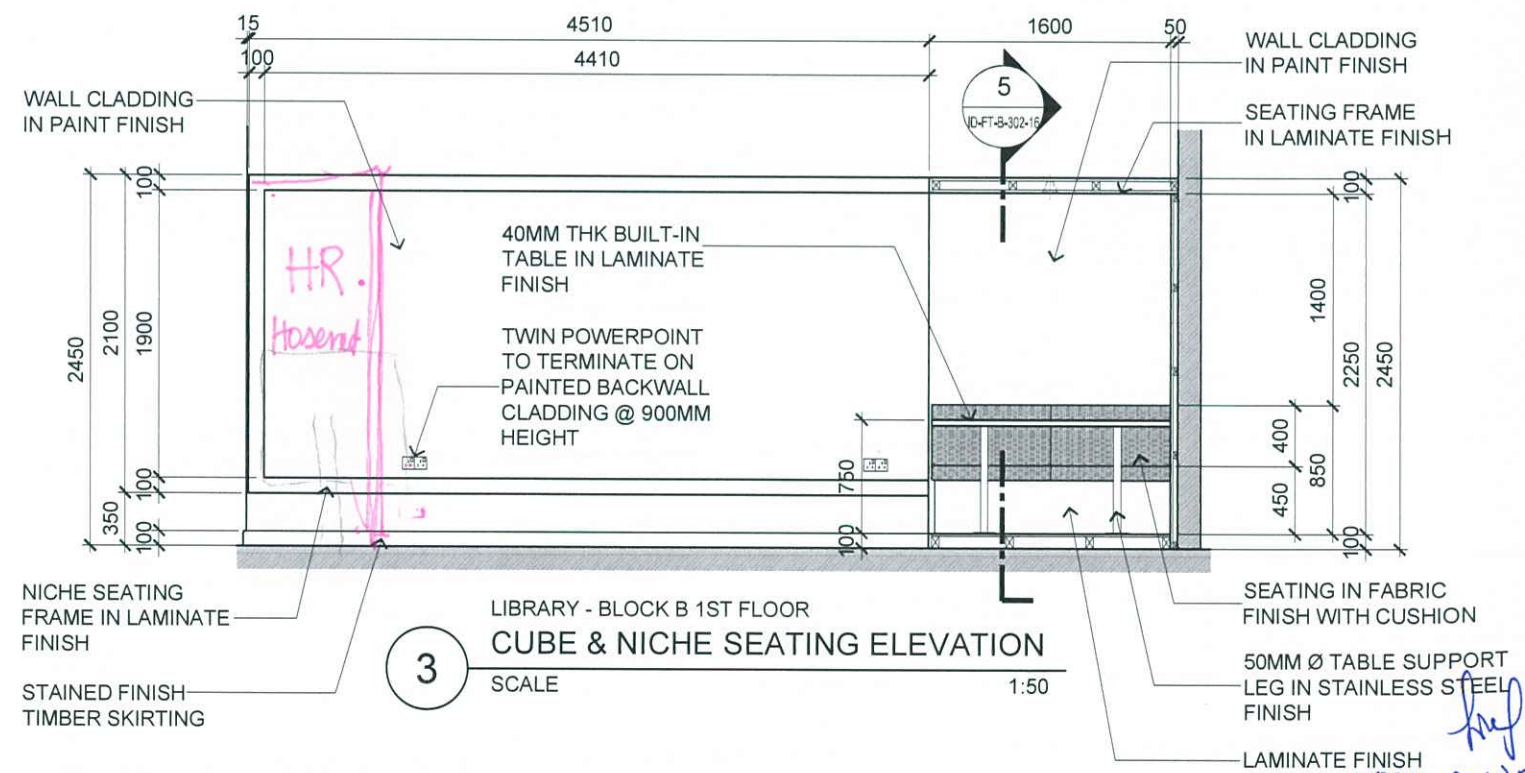 15
4510
1600
50
100
4410
WALL CLADDING
IN PAINT FINISH
5
ID-FT-B-302-16
WALL CLADDING
IN PAINT FINISH
SEATING FRAME
IN LAMINATE FINISH
2450
2100
350
100
1900
100
100
HR.
40MM THK BUILT-IN
TABLE IN LAMINATE
FINISH
TWIN POWERPOINT
TO TERMINATE ON
PAINTED BACKWALL
CLADDING @ 900MM
HEIGHT
750
100
1400
400
450
850
100
2250
100
2450
NICHE SEATING
FRAME IN LAMINATE
FINISH
STAINED FINISH
TIMBER SKIRTING
3
LIBRARY - BLOCK B 1ST FLOOR
CUBE & NICHE SEATING ELEVATION
SCALE 1:50
SEATING IN FABRIC
FINISH WITH CUSHION
50MM Ø TABLE SUPPORT
LEG IN STAINLESS STEEL
FINISH
LAMINATE FINISH